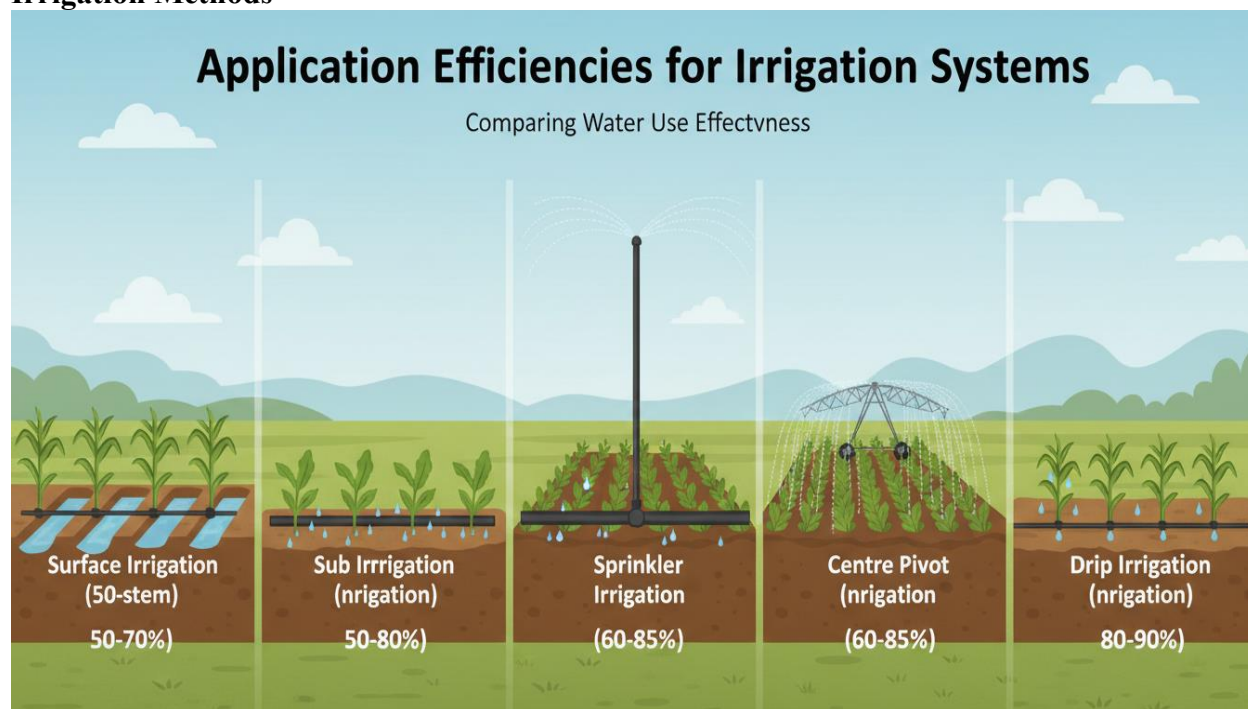 Irrigation Methods
Application Efficiencies for Irrigation Systems
Comparing Water Use Effectvness
Surface Irrigation
(50-stem)
50-70%)
Sub Irrrigation
(nrigation)
50-80%)
Sprinkler
Irrigation
(60-85%)
Centre Pivot
(nrigation
(60-85%)
Drip Irrigation
(nrigation)
80-90%)